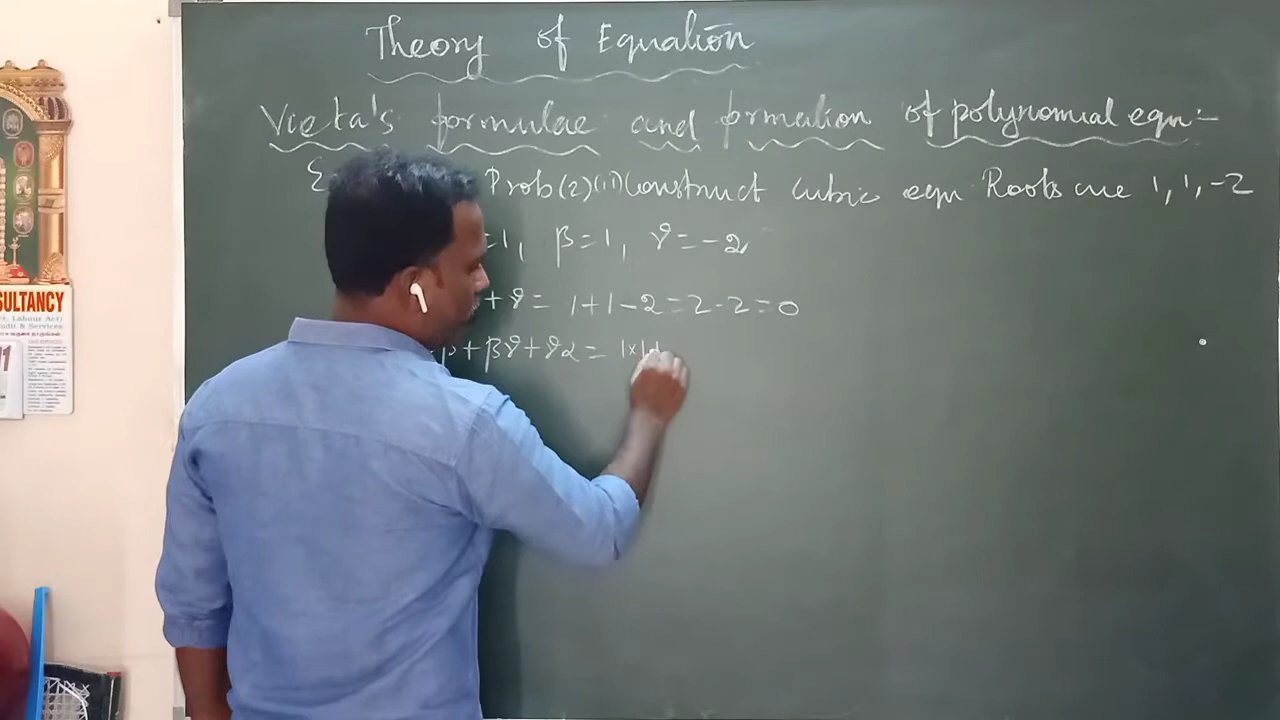 Theory of Equation
Vieta's formulae and formation of polynomial eqn:-
Prob(2)(ii) Construct cubic eqn Roots are 1, 1, -2
=1, β=1, γ=-2
+γ= 1+1-2=2-2=0
β+βγ+γα= 1×1+
SULTANCY